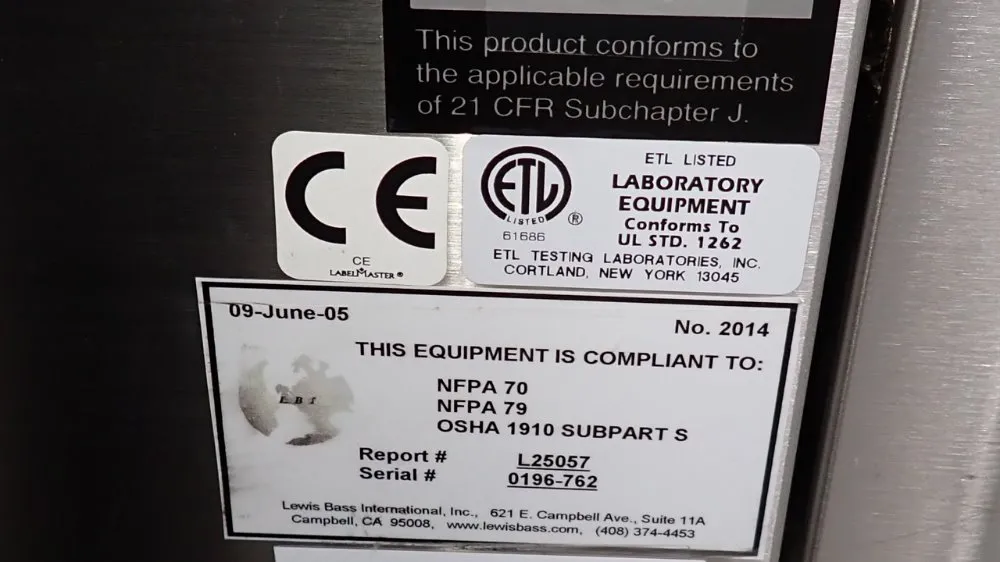 This product conforms to
the applicable requirements
of 21 CFR Subchapter J.
CE
CE
LABELMASTER ®
ETL
LISTED
®
61686
ETL LISTED
LABORATORY
EQUIPMENT
Conforms To
UL STD. 1262
ETL TESTING LABORATORIES, INC.
CORTLAND, NEW YORK 13045
09-June-05
No. 2014
THIS EQUIPMENT IS COMPLIANT TO:
LBI
NFPA 70
NFPA 79
OSHA 1910 SUBPART S
Report # L25057
Serial # 0196-762
Lewis Bass International, Inc., 621 E. Campbell Ave., Suite 11A
Campbell, CA 95008, www.lewisbass.com, (408) 374-4453